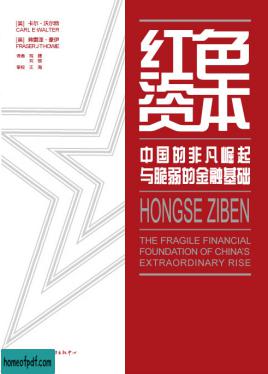 [美] 卡尔·沃尔特
CARL E WALTER
[美] 弗雷泽·豪伊
FRASER J T HOWIE
红色
资本
中国的非凡崛起
与脆弱的金融基础
HONGSE ZIBEN
THE FRAGILE FINANCIAL
FOUNDATION OF CHINA'S
EXTRAORDINARY RISE
homeofpdf.com